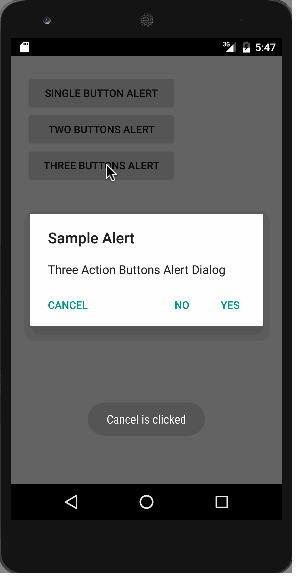 3G 5:47
SINGLE BUTTON ALERT
TWO BUTTONS ALERT
THREE BUTTONS ALERT
Sample Alert
Three Action Buttons Alert Dialog
CANCEL NO YES
Cancel is clicked